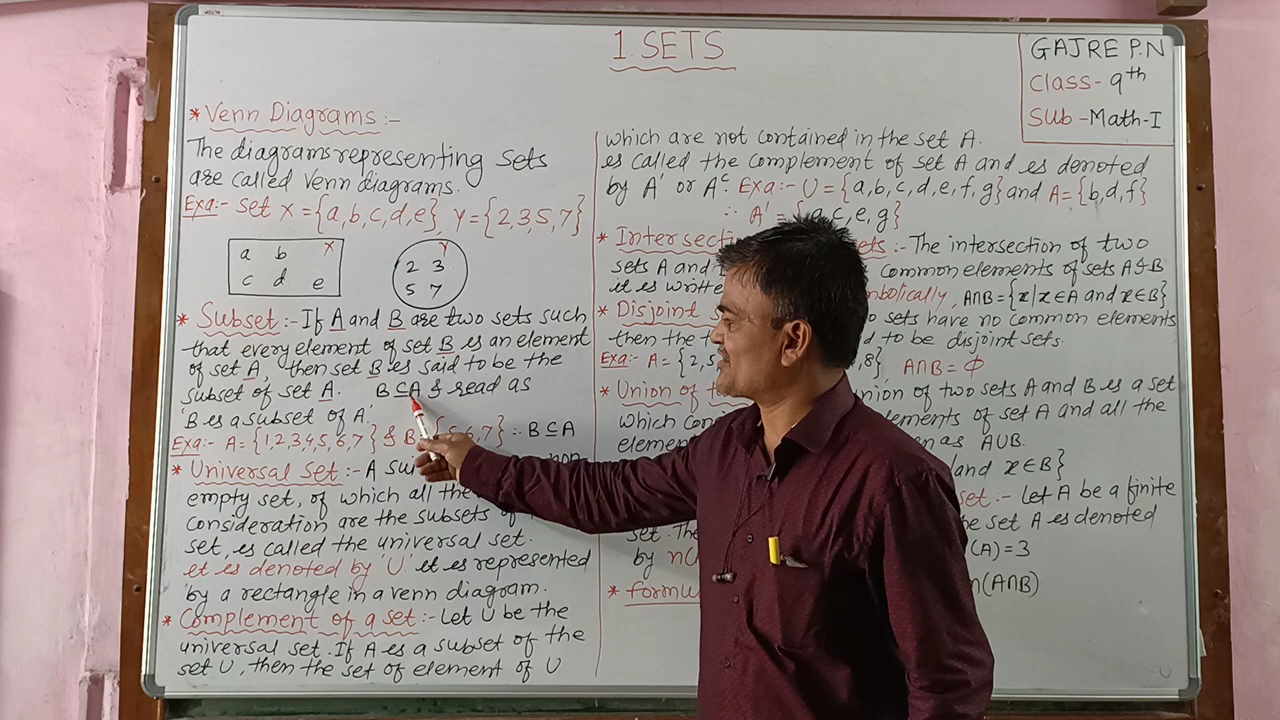 1. SETS
GAJRE P.N
Class - 9th
Sub - Math-I
* Venn Diagrams :-
The diagrams representing sets
are called Venn diagrams.
Exa:- Set X = {a,b,c,d,e}, Y = {2,3,5,7}
a b X
c d e
Y
2 3
5 7
* Subset :- If A and B are two sets such
that every element of set B is an element
of set A, then set B is said to be the
subset of set A. B ⊆ A & read as
'B is a subset of A'
Exa:- A = {1,2,3,4,5,6,7} & B 5,6,7} ∴ B ⊆ A
* Universal set :- A non
empty set, of which all the
consideration are the subsets
set, is called the universal set.
it is denoted by 'U'. it is represented
by a rectangle in a venn diagram.
* Complement of a set :- Let U be the
universal set. If A is a subset of the
set U, then the set of element of U
which are not contained in the set A.
is called the complement of set A and is denoted
by A' or Aᶜ. Exa:- U = {a,b,c,d,e,f,g} and A = {b,d,f}
∴ A' = {a,c,e,g}
* :- The intersection of two
sets A and common elements of sets A & B
it is A∩B = {x|x∈A and x∈B}
* Disjoint sets have no common elements
then the to be disjoint sets.
Exa:- A = {2,5 8} A∩B = ϕ
* Union of union of two sets A and B is a set
which elements of set A and all the
as A∪B.
and x∈B}
set :- Let A be a finite
set. set A is denoted
by (A) = 3
* (A∩B)